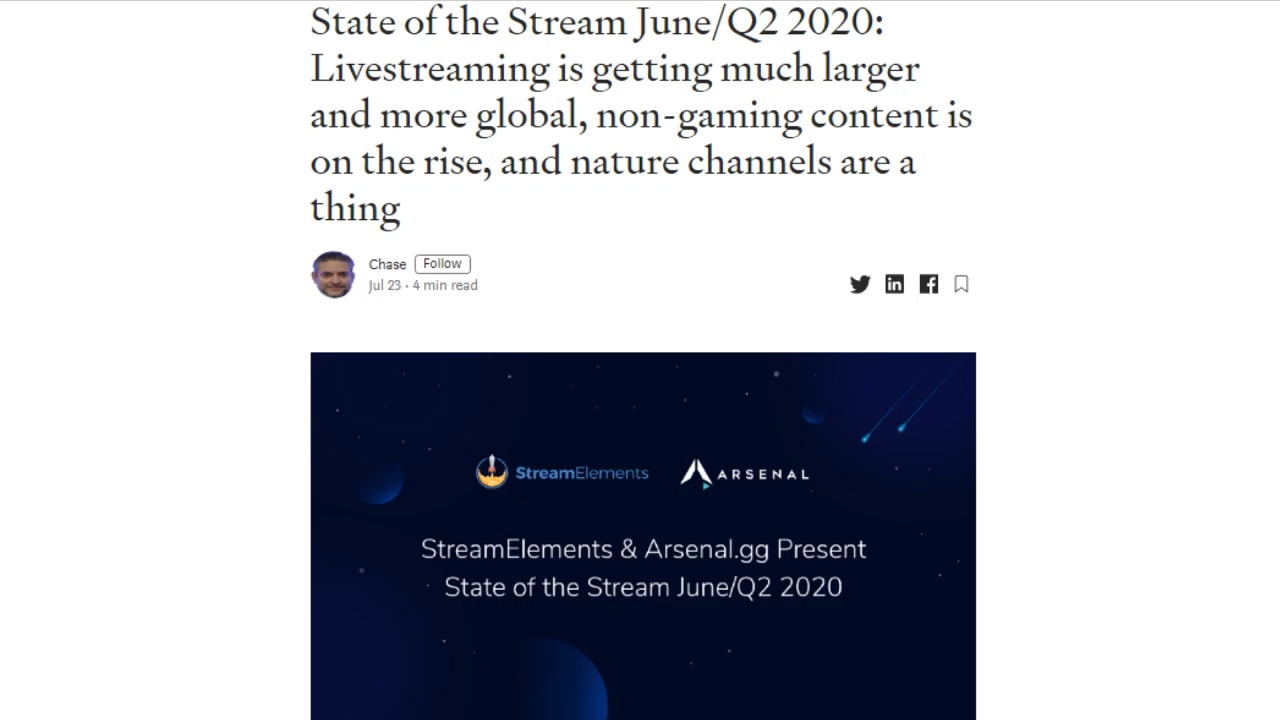 State of the Stream June/Q2 2020:
Livestreaming is getting much larger
and more global, non-gaming content is
on the rise, and nature channels are a
thing
Chase Follow
Jul 23 · 4 min read
StreamElements ARSENAL
StreamElements & Arsenal.gg Present
State of the Stream June/Q2 2020